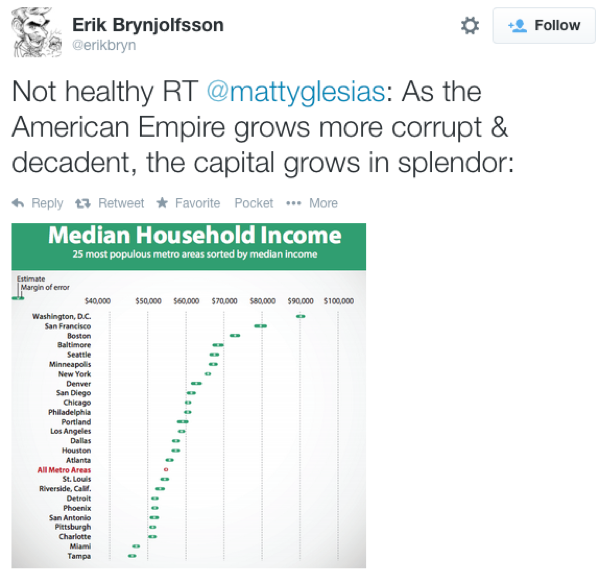 Erik Brynjolfsson
@erikbryn
Follow
Not healthy RT @mattyglesias: As the
American Empire grows more corrupt &
decadent, the capital grows in splendor:
Reply Retweet Favorite Pocket More
Median Household Income
25 most populous metro areas sorted by median income
Estimate
Margin of error
$40,000 $50,000 $60,000 $70,000 $80,000 $90,000 $100,000
Washington, D.C.
San Francisco
Boston
Baltimore
Seattle
Minneapolis
New York
Denver
San Diego
Chicago
Philadelphia
Portland
Los Angeles
Dallas
Houston
Atlanta
All Metro Areas
St. Louis
Riverside, Calif.
Detroit
Phoenix
San Antonio
Pittsburgh
Charlotte
Miami
Tampa